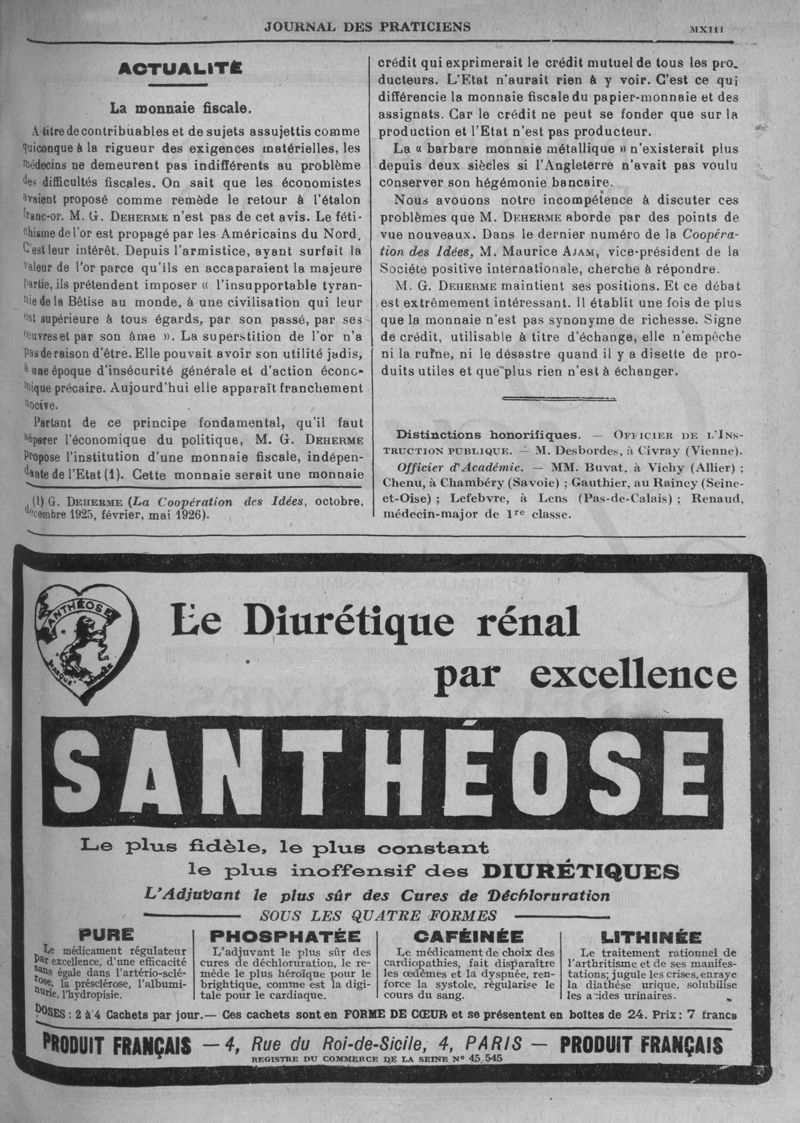 JOURNAL DES PRATICIENS
MXIII
ACTUALITÉ
La monnaie fiscale.
A titre de contribuables et de sujets assujettis comme
quiconque à la rigueur des exigences matérielles, les
médecins ne demeurent pas indifférents au problème
des difficultés fiscales. On sait que les économistes
avaient proposé comme remède le retour à l'étalon
franc-or. M. G. DEHERME n'est pas de cet avis. Le féti-
chisme de l'or est propagé par les Américains du Nord.
C'est leur intérêt. Depuis l'armistice, ayant surfait la
valeur de l'or parce qu'ils en accaparaient la majeure
partie, ils prétendent imposer « l'insupportable tyran-
nie de la Bêtise au monde, à une civilisation qui leur
est supérieure à tous égards, par son passé, par ses
œuvres et par son âme ». La superstition de l'or n'a
pas de raison d'être. Elle pouvait avoir son utilité jadis,
à une époque d'insécurité générale et d'action écono-
mique précaire. Aujourd'hui elle apparaît franchement
nocive.
Partant de ce principe fondamental, qu'il faut
séparer l'économique du politique, M. G. DEHERME
propose l'institution d'une monnaie fiscale, indépen-
dante de l'Etat (1). Cette monnaie serait une monnaie
(1) G. DEHERME (La Coopération des Idées, octobre,
décembre 1925, février, mai 1926).
crédit qui exprimerait le crédit mutuel de tous les pro-
ducteurs. L'Etat n'aurait rien à y voir. C'est ce qui
différencie la monnaie fiscale du papier-monnaie et des
assignats. Car le crédit ne peut se fonder que sur la
production et l'Etat n'est pas producteur.
La « barbare monnaie métallique » n'existerait plus
depuis deux siècles si l'Angleterre n'avait pas voulu
conserver son hégémonie bancaire.
Nous avouons notre incompétence à discuter ces
problèmes que M. DEHERME aborde par des points de
vue nouveaux. Dans le dernier numéro de la Coopéra-
tion des Idées, M. Maurice AJAM, vice-président de la
Société positive internationale, cherche à répondre.
M. G. DEHERME maintient ses positions. Et ce débat
est extrêmement intéressant. Il établit une fois de plus
que la monnaie n'est pas synonyme de richesse. Signe
de crédit, utilisable à titre d'échange, elle n'empêche
ni la ruine, ni le désastre quand il y a disette de pro-
duits utiles et que plus rien n'est à échanger.
Distinctions honorifiques. — OFFICIER DE L'INS-
TRUCTION PUBLIQUE. — M. Desbordes, à Civray (Vienne).
Officier d'Académie. — MM. Buvat, à Vichy (Allier) ;
Chenu, à Chambéry (Savoie) ; Gauthier, au Raincy (Seine-
et-Oise) ; Lefebvre, à Lens (Pas-de-Calais) ; Renaud,
médecin-major de 1re classe.
SANTHÉOSE
MARQUE
Le Diurétique rénal
par excellence
SANTHÉOSE
Le plus fidèle, le plus constant
le plus inoffensif des DIURÉTIQUES
L'Adjuvant le plus sûr des Cures de Déchloruration
SOUS LES QUATRE FORMES
PURE
Le médicament régulateur
par excellence, d'une efficacité
sans égale dans l'artério-sclé-
rose, la présclérose, l'albumi-
nurie, l'hydropisie.
PHOSPHATÉE
L'adjuvant le plus sûr des
cures de déchloruration, le re-
mède le plus héroïque pour le
brightique, comme est la digi-
tale pour le cardiaque.
CAFÉINÉE
Le médicament de choix des
cardiopathies, fait disparaître
les œdèmes et la dyspnée, ren-
force la systole, régularise le
cours du sang.
LITHINÉE
Le traitement rationnel de
l'arthritisme et de ses manifes-
tations; jugule les crises, enraye
la diathèse urique, solubilise
les acides urinaires.
DOSES : 2 à 4 Cachets par jour.— Ces cachets sont en FORME DE CŒUR et se présentent en boîtes de 24. Prix : 7 francs
PRODUIT FRANÇAIS — 4, Rue du Roi-de-Sicile, 4, PARIS — PRODUIT FRANÇAIS
REGISTRE DU COMMERCE DE LA SEINE No 45.545